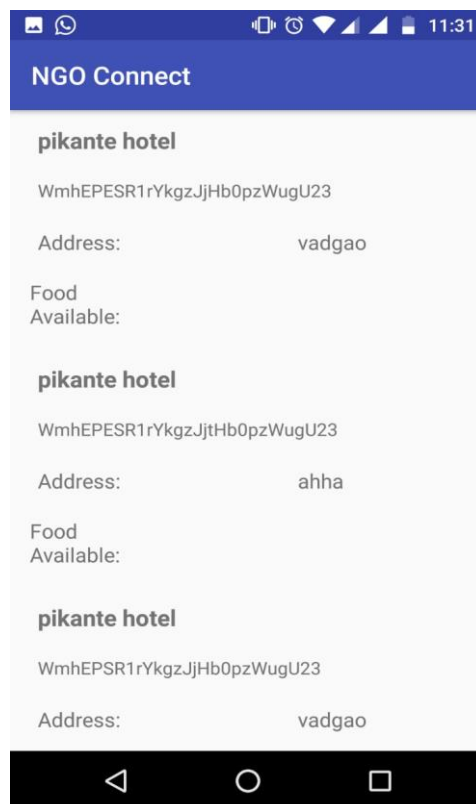 11:31
NGO Connect
pikante hotel
WmhEPESR1rYkgzJjHb0pzWugU23
Address: vadgao
Food
Available:
pikante hotel
WmhEPESR1rYkgzJjtHb0pzWugU23
Address: ahha
Food
Available:
pikante hotel
WmhEPSR1rYkgzJjHb0pzWugU23
Address: vadgao